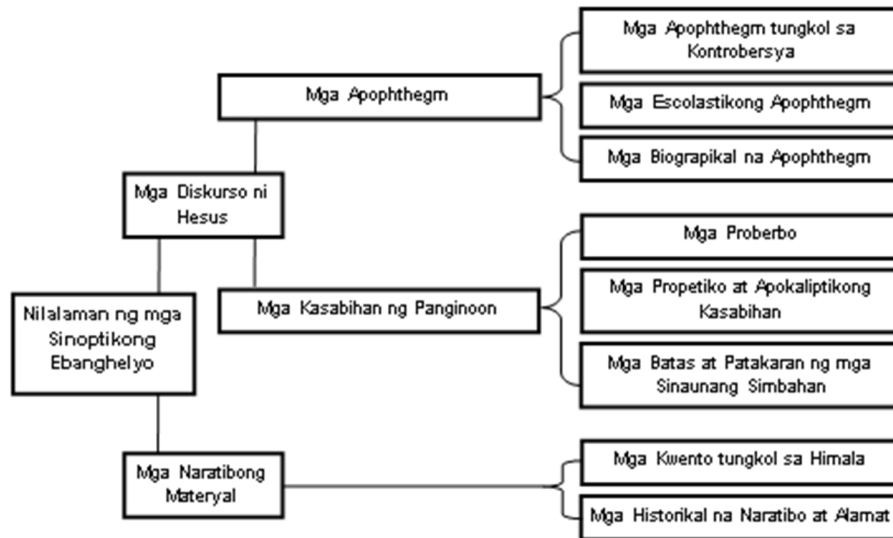 Mga Apophthegm tungkol sa
Kontrobersya
Mga Apophthegm
Mga Escolastikong Apophthegm
Mga Biograpikal na Apophthegm
Mga Diskurso ni
Hesus
Mga Proberbo
Mga Kasabihan ng Panginoon
Mga Propetiko at Apokaliptikong
Kasabihan
Mga Batas at Patakaran ng mga
Sinaunang Simbahan
Nilalaman ng mga
Sinoptikong
Ebanghelyo
Mga Naratibong
Materyal
Mga Kwento tungkol sa Himala
Mga Historikal na Naratibo at Alamat